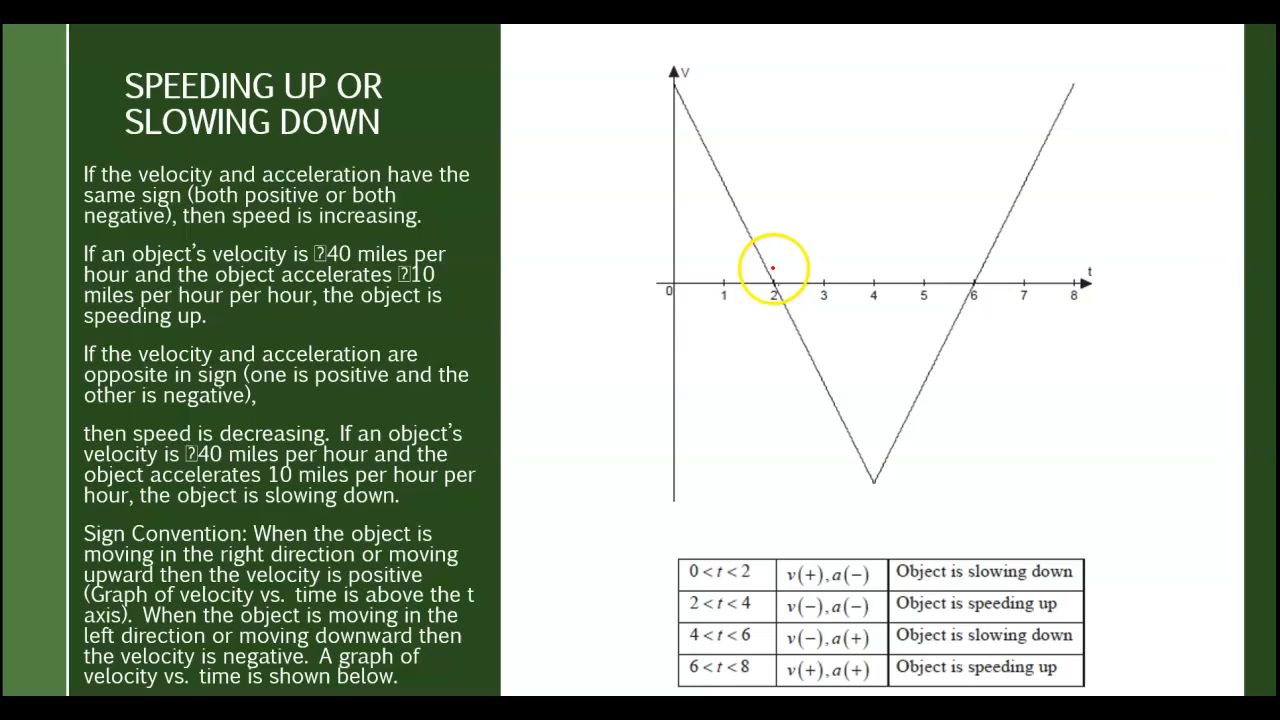 SPEEDING UP OR
SLOWING DOWN
If the velocity and acceleration have the
same sign (both positive or both
negative), then speed is increasing.
If an object’s velocity is �40 miles per
hour and the object accelerates �10
miles per hour per hour, the object is
speeding up.
If the velocity and acceleration are
opposite in sign (one is positive and the
other is negative),
then speed is decreasing. If an object’s
velocity is �40 miles per hour and the
object accelerates 10 miles per hour per
hour, the object is slowing down.
Sign Convention: When the object is
moving in the right direction or moving
upward then the velocity is positive
(Graph of velocity vs. time is above the t
axis). When the object is moving in the
left direction or moving downward then
the velocity is negative. A graph of
velocity vs. time is shown below.
V
t
0 1 2 3 4 5 6 7 8
0 < t < 2 v(+), a(−) Object is slowing down
2 < t < 4 v(−), a(−) Object is speeding up
4 < t < 6 v(−), a(+) Object is slowing down
6 < t < 8 v(+), a(+) Object is speeding up